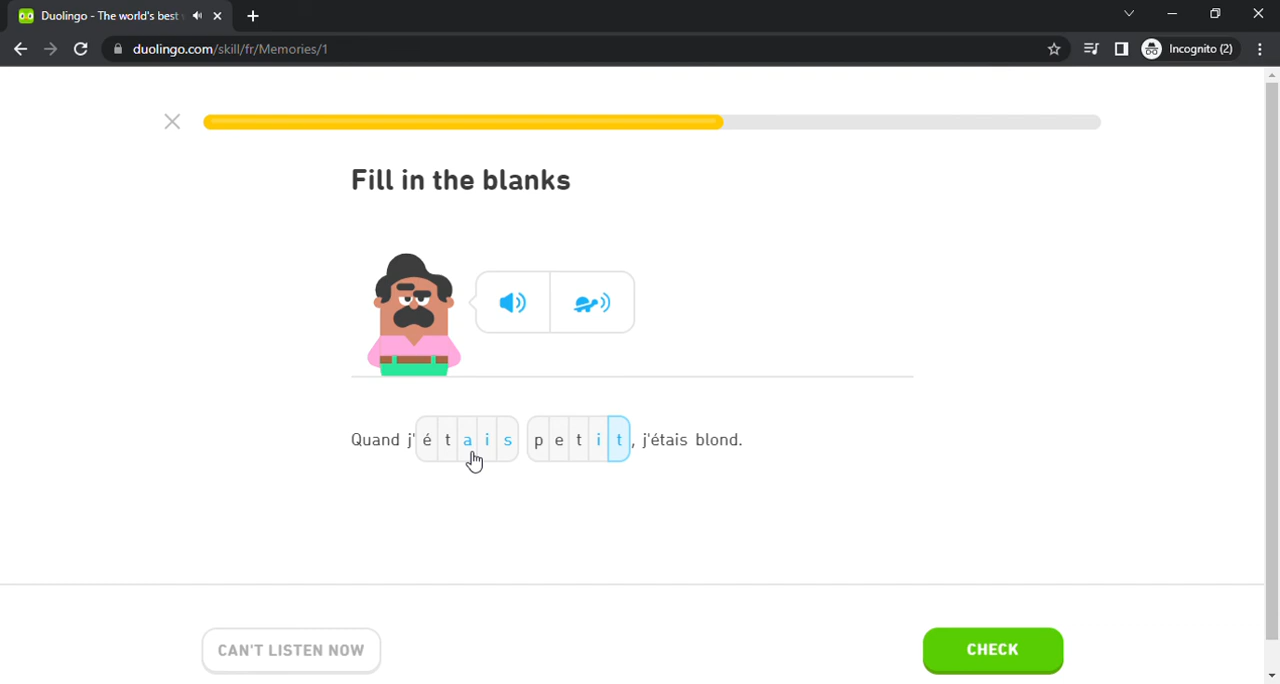 Duolingo - The world's best
duolingo.com/skill/fr/Memories/1
Incognito (2)
Fill in the blanks
Quand j'étais petit, j'étais blond.
CAN'T LISTEN NOW
CHECK